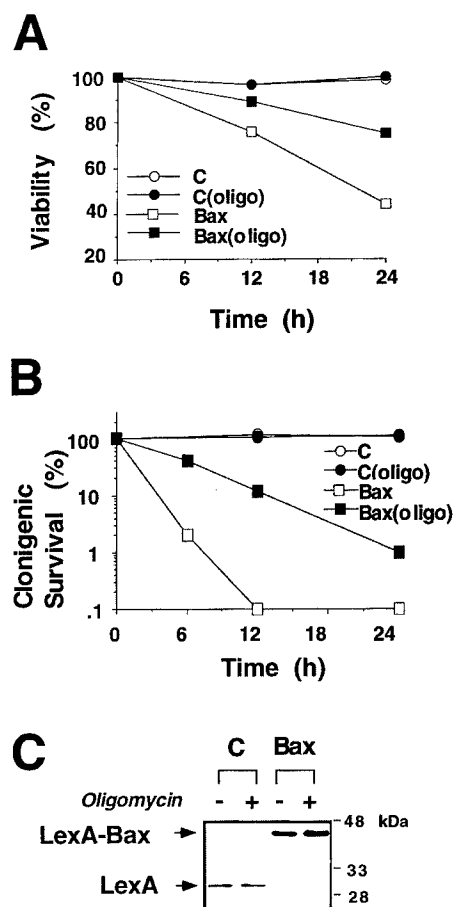 A
Viability (%)
100
80
60
40
20
C
C(oligo)
Bax
Bax(oligo)
0 12 24
Time (h)
B
Clonigenic
Survival (%)
100
10
1
.1
C
C(oligo)
Bax
Bax(oligo)
0 6 12 18 24
Time (h)
C
C Bax
Oligomycin - + - +
LexA-Bax
LexA
48 kDa
33
28